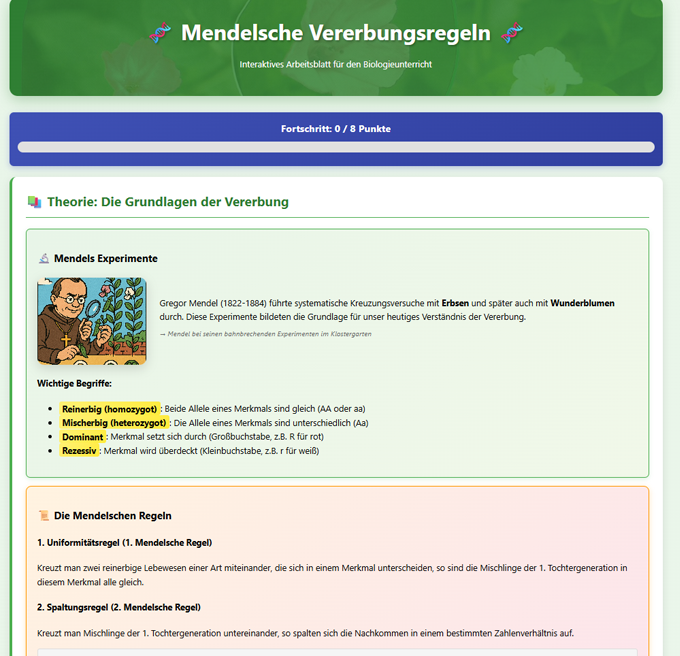 Mendelsche Vererbungsregeln
Interaktives Arbeitsblatt für den Biologieunterricht
Fortschritt: 0 / 8 Punkte
Theorie: Die Grundlagen der Vererbung
Mendels Experimente
Gregor Mendel (1822-1884) führte systematische Kreuzungsversuche mit Erbsen und später auch mit Wunderblumen
durch. Diese Experimente bildeten die Grundlage für unser heutiges Verständnis der Vererbung.
→ Mendel bei seinen bahnbrechenden Experimenten im Klostergarten
Wichtige Begriffe:
• Reinerbig (homozygot) : Beide Allele eines Merkmals sind gleich (AA oder aa)
• Mischerbig (heterozygot) : Die Allele eines Merkmals sind unterschiedlich (Aa)
• Dominant : Merkmal setzt sich durch (Großbuchstabe, z.B. R für rot)
• Rezessiv : Merkmal wird überdeckt (Kleinbuchstabe, z.B. r für weiß)
Die Mendelschen Regeln
1. Uniformitätsregel (1. Mendelsche Regel)
Kreuzt man zwei reinerbige Lebewesen einer Art miteinander, die sich in einem Merkmal unterscheiden, so sind die Mischlinge der 1. Tochtergeneration in
diesem Merkmal alle gleich.
2. Spaltungsregel (2. Mendelsche Regel)
Kreuzt man Mischlinge der 1. Tochtergeneration untereinander, so spalten sich die Nachkommen in einem bestimmten Zahlenverhältnis auf.